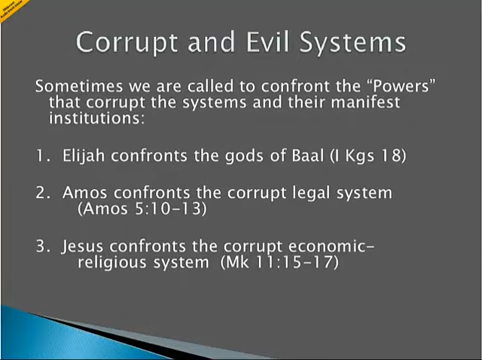 Corrupt and Evil Systems
Sometimes we are called to confront the “Powers”
that corrupt the systems and their manifest
institutions:
1. Elijah confronts the gods of Baal (I Kgs 18)
2. Amos confronts the corrupt legal system
(Amos 5:10-13)
3. Jesus confronts the corrupt economic-
religious system (Mk 11:15-17)